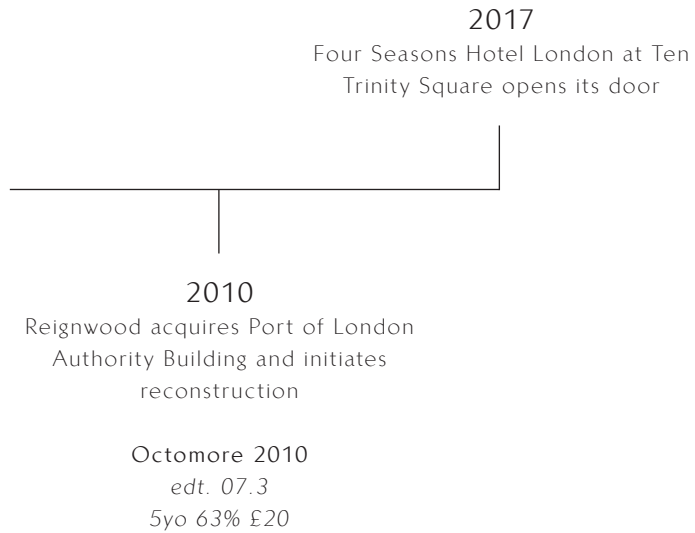 2017
Four Seasons Hotel London at Ten
Trinity Square opens its door
2010
Reignwood acquires Port of London
Authority Building and initiates
reconstruction
Octomore 2010
edt. 07.3
5yo 63% £20